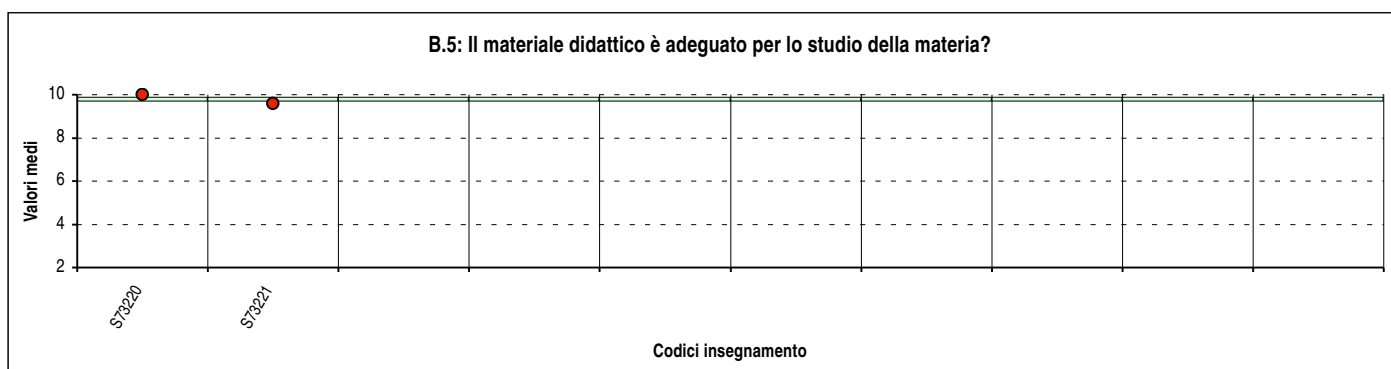 B.5: Il materiale didattico è adeguato per lo studio della materia?
Valori medi
10
8
6
4
2
S73220
S73221
Codici insegnamento